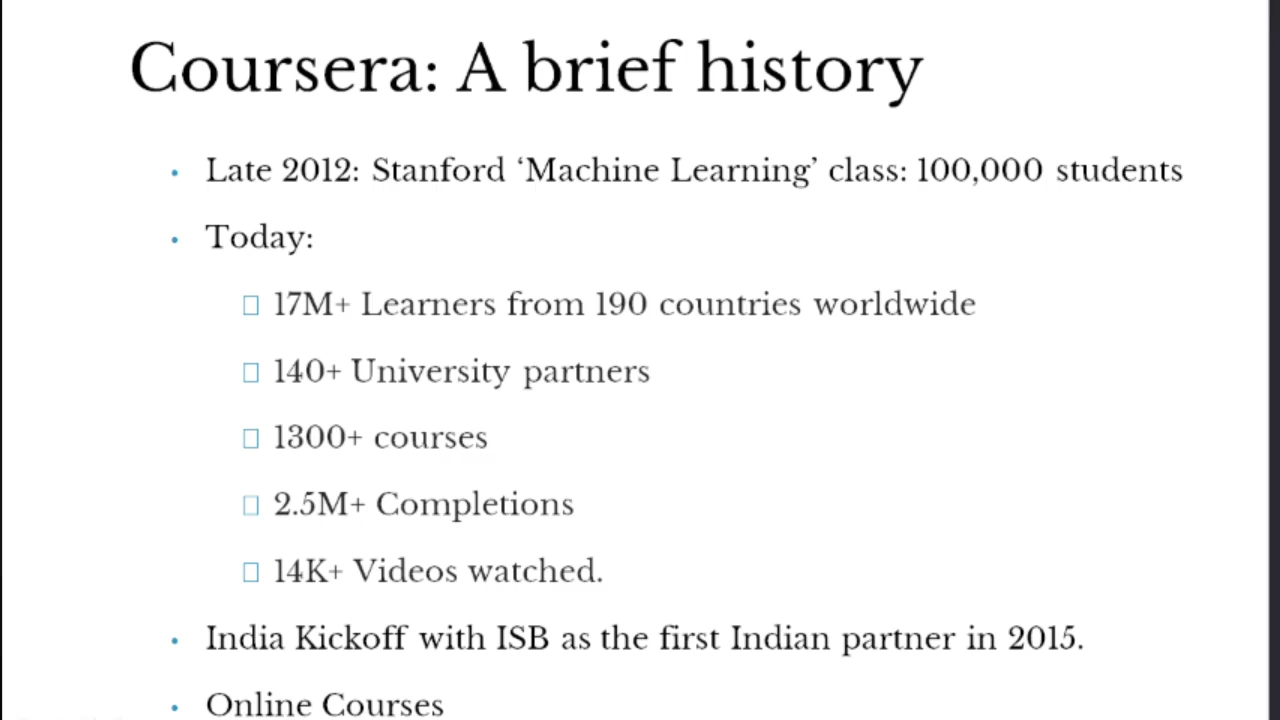 Coursera: A brief history
• Late 2012: Stanford ‘Machine Learning’ class: 100,000 students
• Today:
17M+ Learners from 190 countries worldwide
140+ University partners
1300+ courses
2.5M+ Completions
14K+ Videos watched.
• India Kickoff with ISB as the first Indian partner in 2015.
• Online Courses